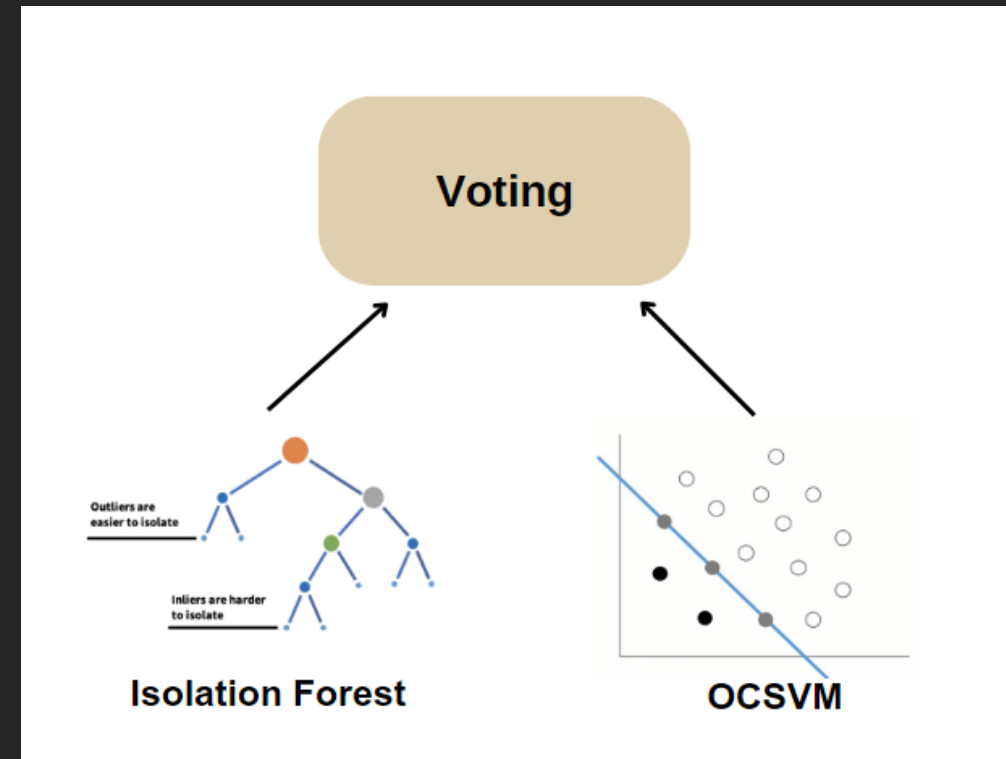 Voting
Outliers are
easier to isolate
Inliers are harder
to isolate
Isolation Forest
OCSVM